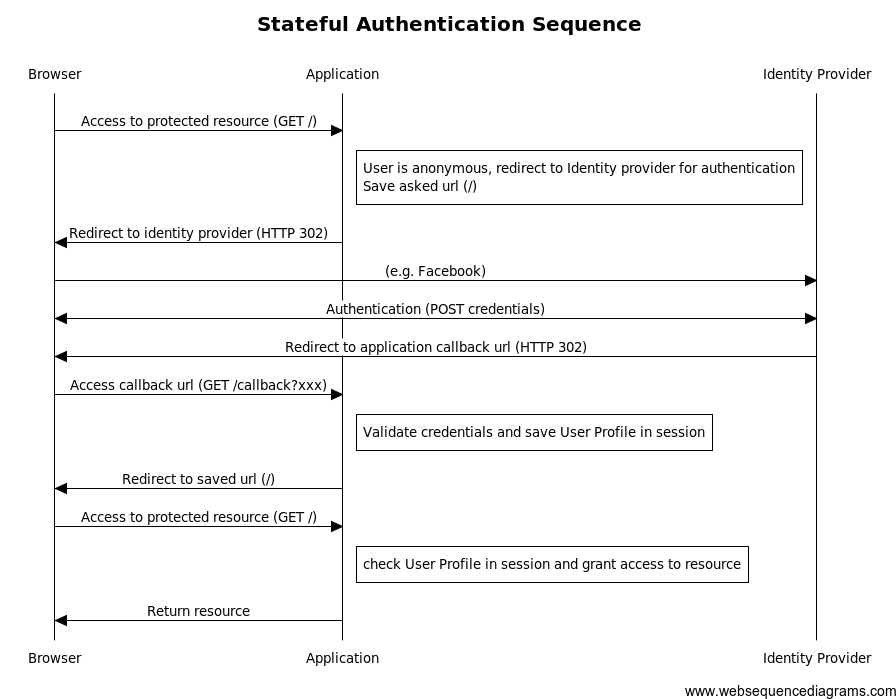 Stateful Authentication Sequence
Browser
Application
Identity Provider
Access to protected resource (GET /)
User is anonymous, redirect to Identity provider for authentication
Save asked url (/)
Redirect to identity provider (HTTP 302)
(e.g. Facebook)
Authentication (POST credentials)
Redirect to application callback url (HTTP 302)
Access callback url (GET /callback?xxx)
Validate credentials and save User Profile in session
Redirect to saved url (/)
Access to protected resource (GET /)
check User Profile in session and grant access to resource
Return resource
Browser
Application
Identity Provider
www.websequencediagrams.com